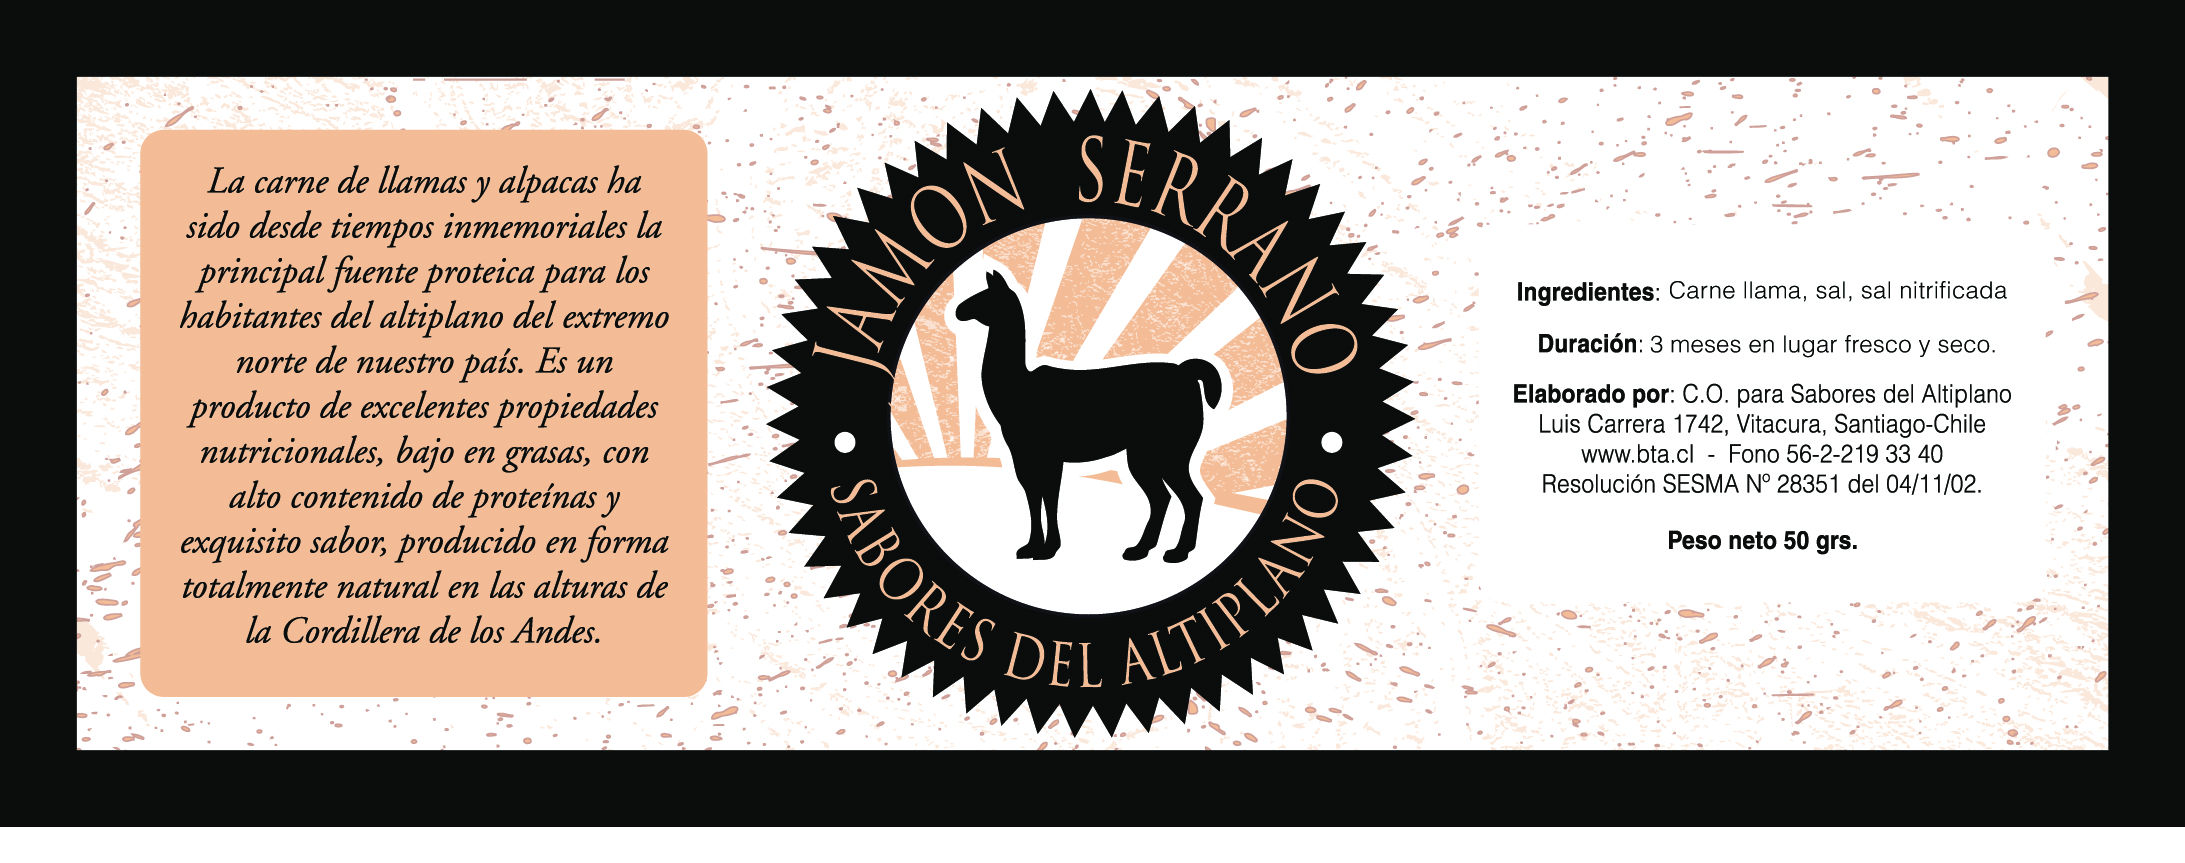 La carne de llamas y alpacas ha
sido desde tiempos inmemoriales la
principal fuente proteica para los
habitantes del altiplano del extremo
norte de nuestro país. Es un
producto de excelentes propiedades
nutricionales, bajo en grasas, con
alto contenido de proteínas y
exquisito sabor, producido en forma
totalmente natural en las alturas de
la Cordillera de los Andes.
JAMON SERRANO
SABORES DEL ALTIPLANO
Ingredientes: Carne llama, sal, sal nitrificada
Duración: 3 meses en lugar fresco y seco.
Elaborado por: C.O. para Sabores del Altiplano
Luis Carrera 1742, Vitacura, Santiago-Chile
www.bta.cl - Fono 56-2-219 33 40
Resolución SESMA Nº 28351 del 04/11/02.
Peso neto 50 grs.